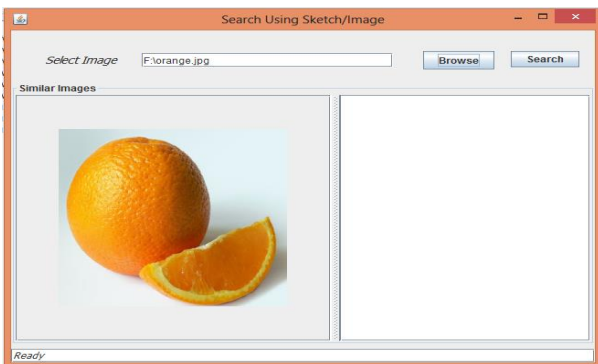 Search Using Sketch/Image
Select Image F:\orange.jpg Browse Search
Similar Images
Ready